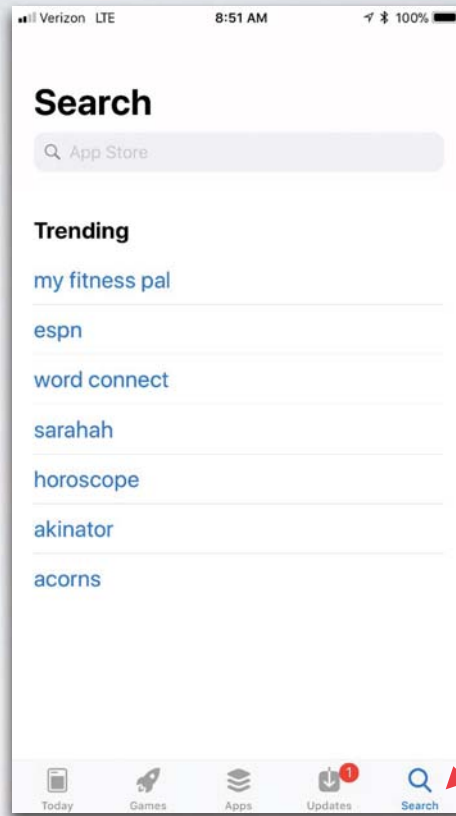 Verizon LTE 8:51 AM 100%
Search
App Store
Trending
my fitness pal
espn
word connect
sarahah
horoscope
akinator
acorns
1
Today Games Apps Updates Search